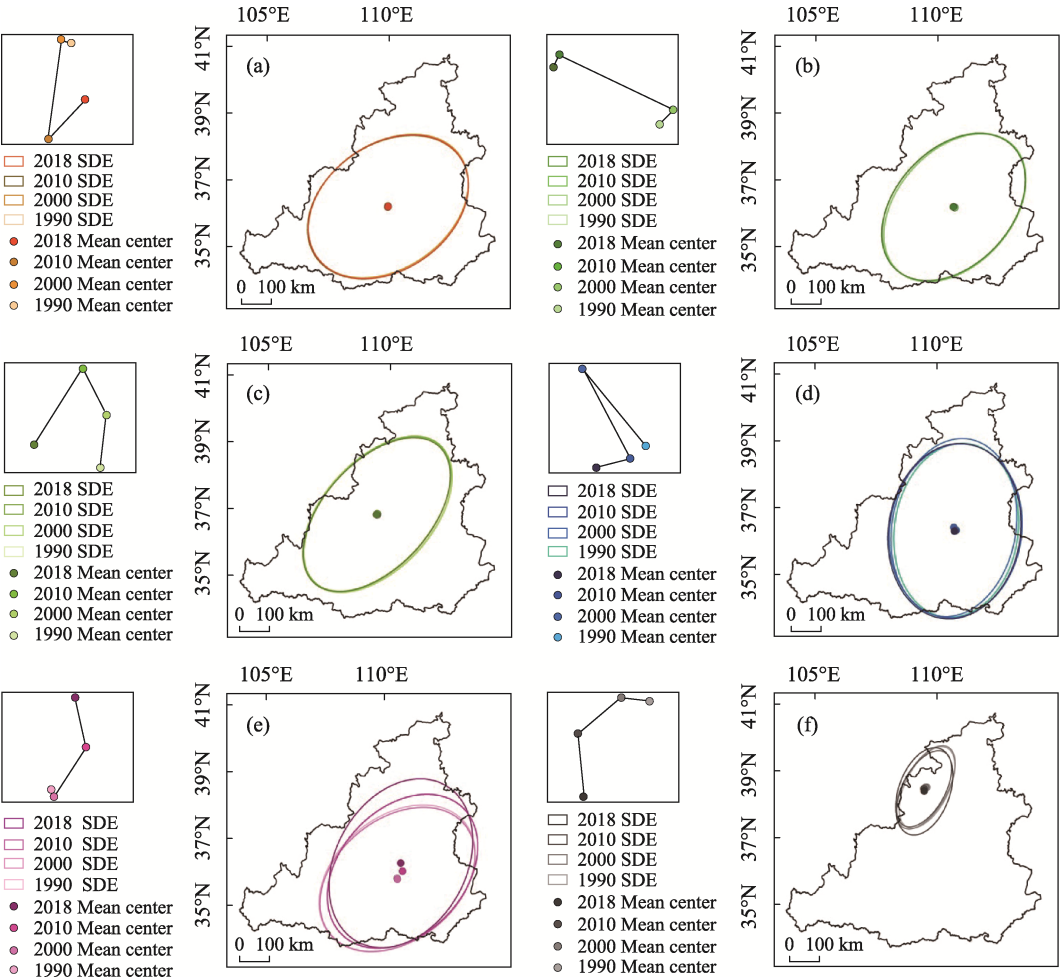 105°E 110°E
41°N
39°N
37°N
35°N
(a)
0 100 km
2018 SDE
2010 SDE
2000 SDE
1990 SDE
2018 Mean center
2010 Mean center
2000 Mean center
1990 Mean center
105°E 110°E
41°N
39°N
37°N
35°N
(b)
0 100 km
2018 SDE
2010 SDE
2000 SDE
1990 SDE
2018 Mean center
2010 Mean center
2000 Mean center
1990 Mean center
105°E 110°E
41°N
39°N
37°N
35°N
(c)
0 100 km
2018 SDE
2010 SDE
2000 SDE
1990 SDE
2018 Mean center
2010 Mean center
2000 Mean center
1990 Mean center
105°E 110°E
41°N
39°N
37°N
35°N
(d)
0 100 km
2018 SDE
2010 SDE
2000 SDE
1990 SDE
2018 Mean center
2010 Mean center
2000 Mean center
1990 Mean center
105°E 110°E
41°N
39°N
37°N
35°N
(e)
0 100 km
2018 SDE
2010 SDE
2000 SDE
1990 SDE
2018 Mean center
2010 Mean center
2000 Mean center
1990 Mean center
105°E 110°E
41°N
39°N
37°N
35°N
(f)
0 100 km
2018 SDE
2010 SDE
2000 SDE
1990 SDE
2018 Mean center
2010 Mean center
2000 Mean center
1990 Mean center